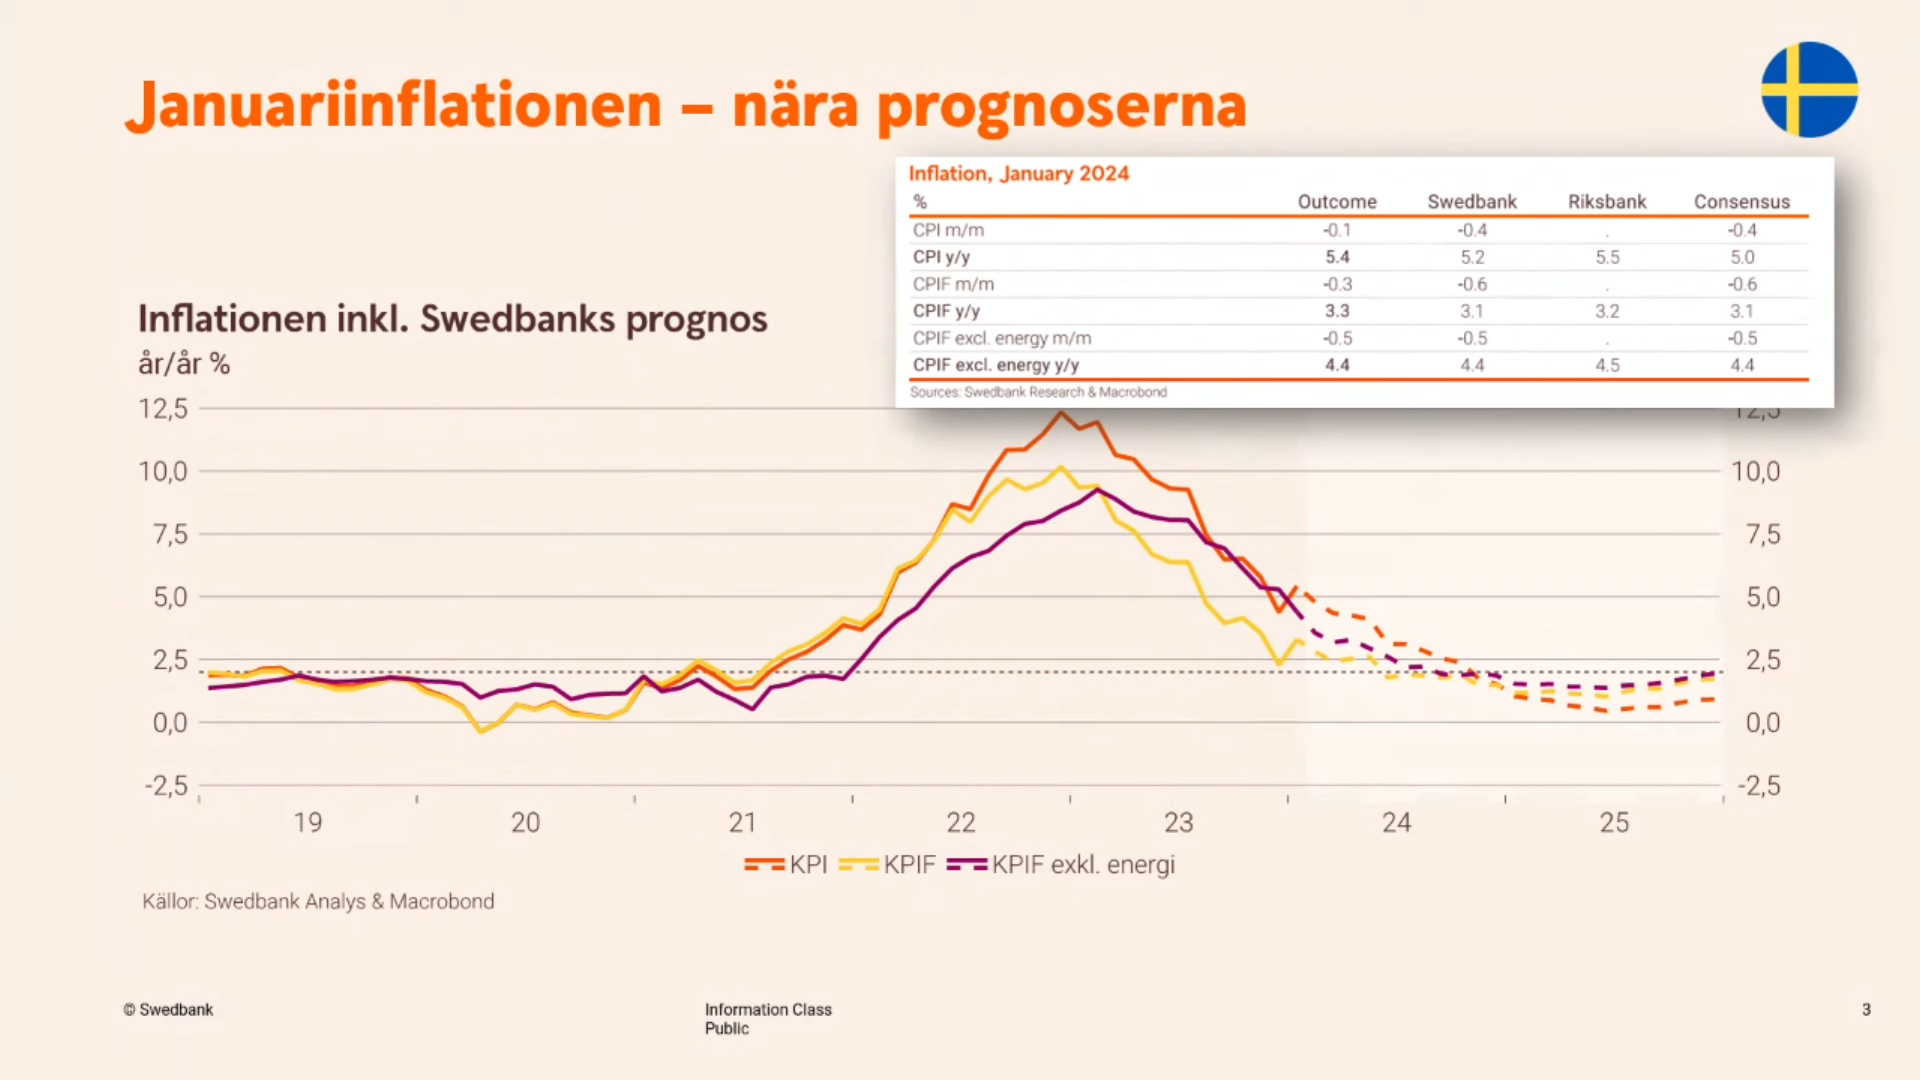 Januariinflationen – nära prognoserna
Inflation, January 2024
% Outcome Swedbank Riksbank Consensus
CPI m/m -0.1 -0.4 . -0.4
CPI y/y 5.4 5.2 5.5 5.0
CPIF m/m -0.3 -0.6 . -0.6
CPIF y/y 3.3 3.1 3.2 3.1
CPIF excl. energy m/m -0.5 -0.5 . -0.5
CPIF excl. energy y/y 4.4 4.4 4.5 4.4
Sources: Swedbank Research & Macrobond
Inflationen inkl. Swedbanks prognos
år/år %
12,5 12,5
10,0 10,0
7,5 7,5
5,0 5,0
2,5 2,5
0,0 0,0
-2,5 -2,5
19 20 21 22 23 24 25
KPI KPIF KPIF exkl. energi
Källor: Swedbank Analys & Macrobond
© Swedbank
Information Class
Public
3